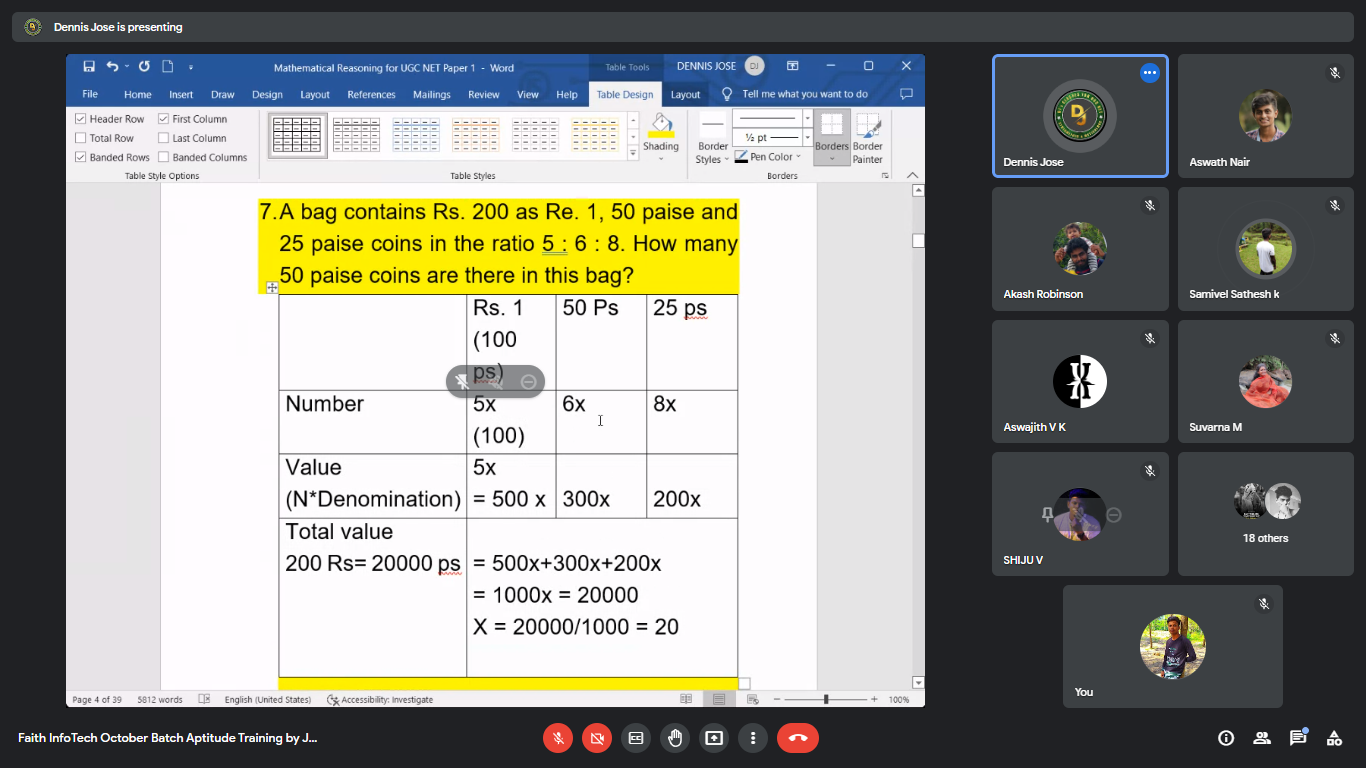 Dennis Jose is presenting
Mathematical Reasoning for UGC NET Paper 1 - Word
Table Tools
DENNIS JOSE
DJ
File Home Insert Draw Design Layout References Mailings Review View Help Table Design Layout Tell me what you want to do
Header Row First Column
Total Row Last Column
Banded Rows Banded Columns
Table Style Options
Table Styles
Shading
Border Styles
½ pt
Pen Color
Borders
Border Painter
Borders
7. A bag contains Rs. 200 as Re. 1, 50 paise and
25 paise coins in the ratio 5 : 6 : 8. How many
50 paise coins are there in this bag?
Rs. 1 50 Ps 25 ps
(100
ps)
Number 5x 6x 8x
(100)
Value 5x
(N*Denomination) = 500 x 300x 200x
Total value
200 Rs= 20000 ps = 500x+300x+200x
= 1000x = 20000
X = 20000/1000 = 20
Page 4 of 39 5812 words English (United States) Accessibility: Investigate 100%
Dennis Jose
Aswath Nair
Akash Robinson
Samivel Sathesh k
Aswajith V K
Suvarna M
SHIJU V
18 others
You
Faith InfoTech October Batch Aptitude Training by J...